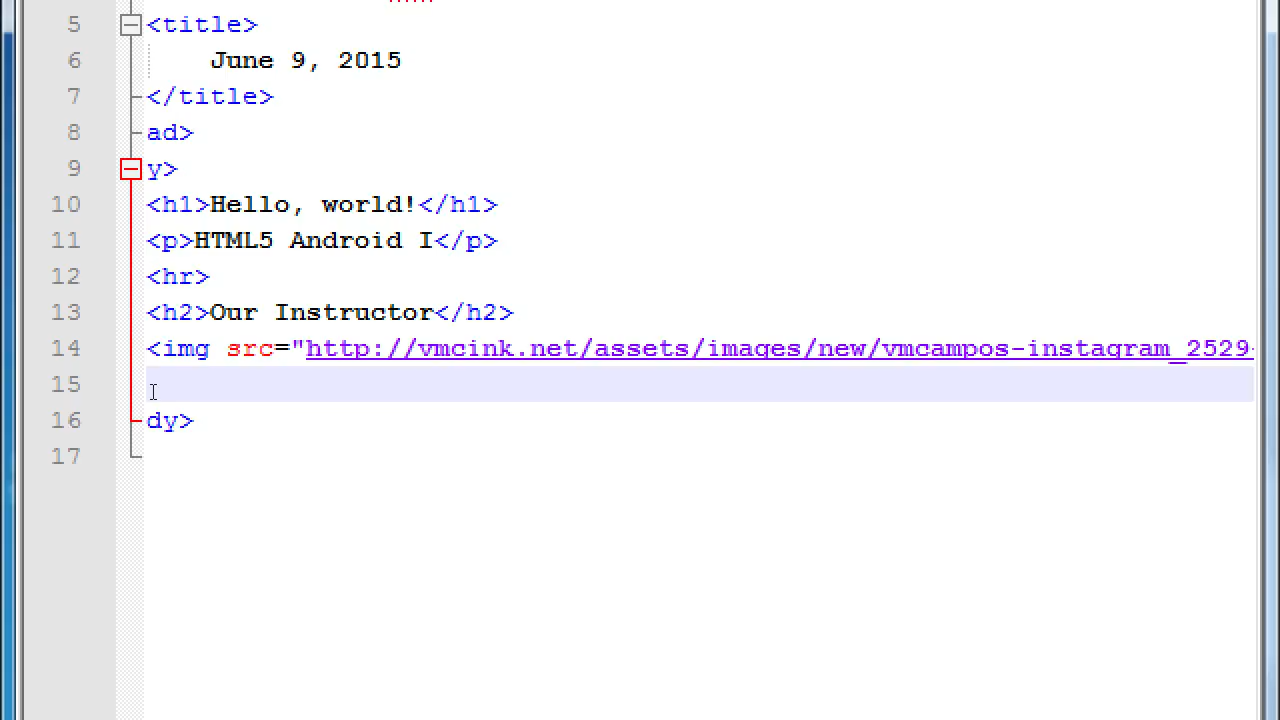 5 <title>
6 June 9, 2015
7 </title>
8 ad>
9 y>
10 <h1>Hello, world!</h1>
11 <p>HTML5 Android I</p>
12 <hr>
13 <h2>Our Instructor</h2>
14 <img src="http://vmcink.net/assets/images/new/vmcampos-instagram_2529-
15
16 dy>
17